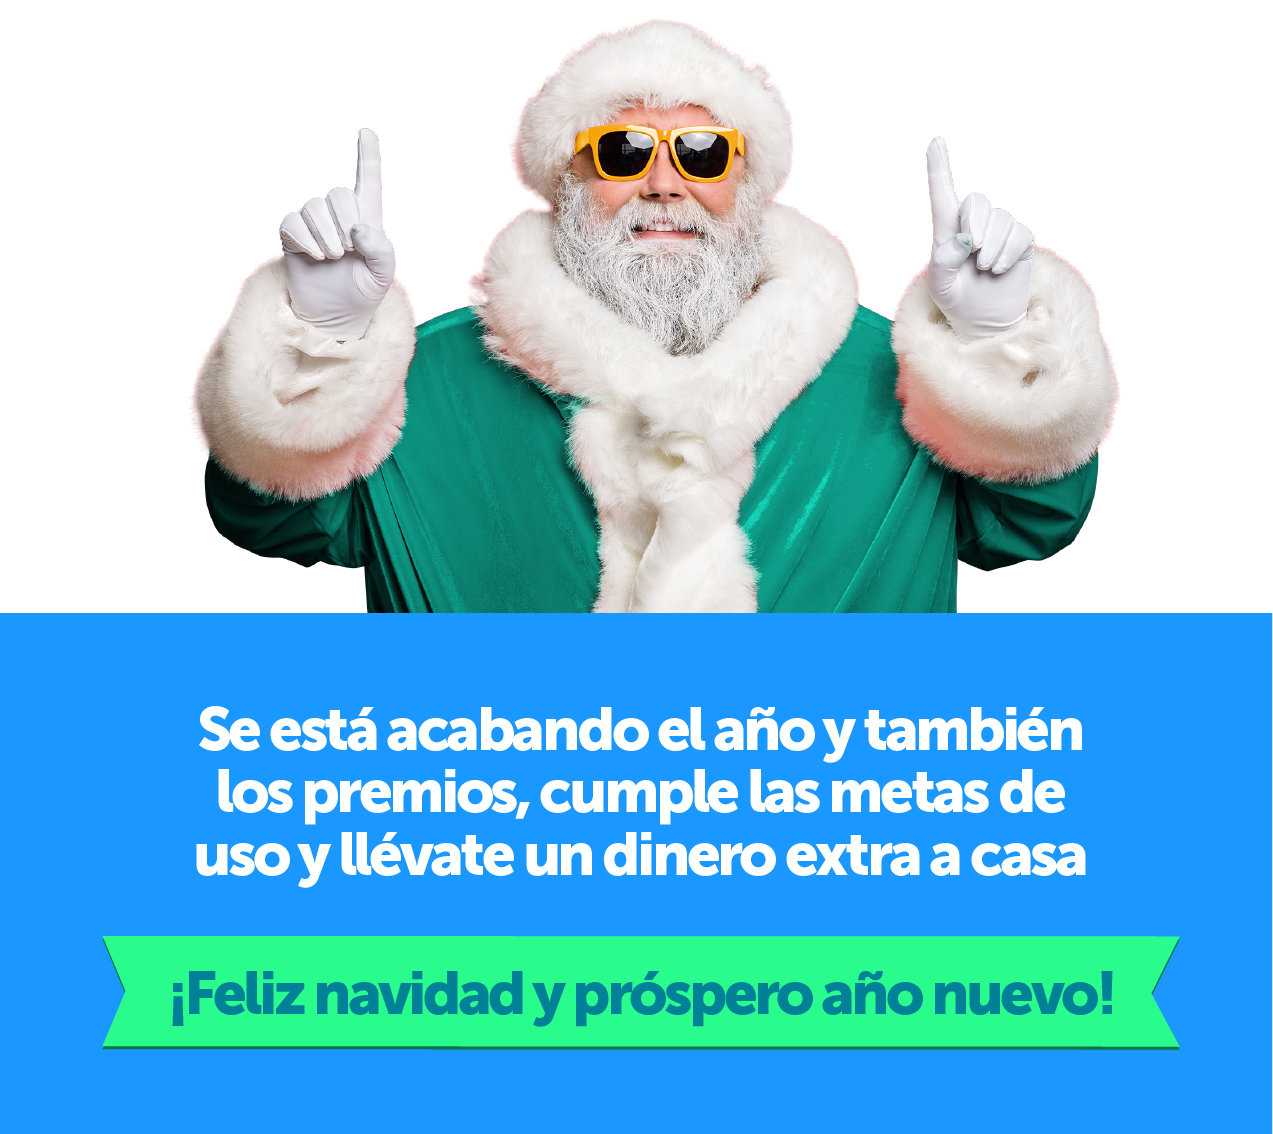 Se está acabando el año y también
los premios, cumple las metas de
uso y llévate un dinero extra a casa
¡Feliz navidad y próspero año nuevo!